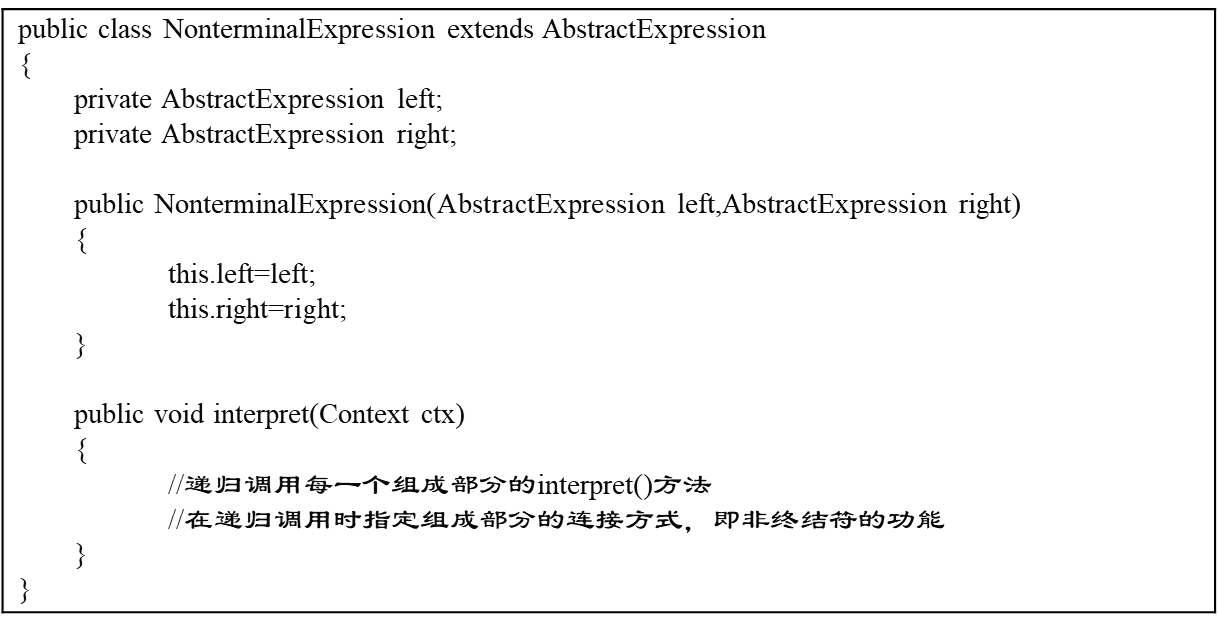 public class NonterminalExpression extends AbstractExpression
{
private AbstractExpression left;
private AbstractExpression right;
public NonterminalExpression(AbstractExpression left,AbstractExpression right)
{
this.left=left;
this.right=right;
}
public void interpret(Context ctx)
{
//递归调用每一个组成部分的interpret()方法
//在递归调用时指定组成部分的连接方式，即非终结符的功能
}
}